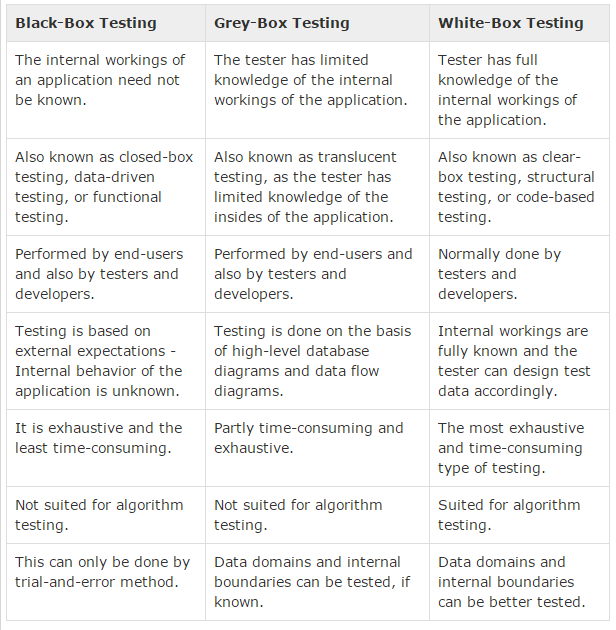 Black-Box Testing
Grey-Box Testing
White-Box Testing
The internal workings of
an application need not
be known.
The tester has limited
knowledge of the internal
workings of the application.
Tester has full
knowledge of the
internal workings of
the application.
Also known as closed-box
testing, data-driven
testing, or functional
testing.
Also known as translucent
testing, as the tester has
limited knowledge of the
insides of the application.
Also known as clear-
box testing, structural
testing, or code-based
testing.
Performed by end-users
and also by testers and
developers.
Performed by end-users and
also by testers and
developers.
Normally done by
testers and
developers.
Testing is based on
external expectations -
Internal behavior of the
application is unknown.
Testing is done on the basis
of high-level database
diagrams and data flow
diagrams.
Internal workings are
fully known and the
tester can design test
data accordingly.
It is exhaustive and the
least time-consuming.
Partly time-consuming and
exhaustive.
The most exhaustive
and time-consuming
type of testing.
Not suited for algorithm
testing.
Not suited for algorithm
testing.
Suited for algorithm
testing.
This can only be done by
trial-and-error method.
Data domains and internal
boundaries can be tested, if
known.
Data domains and
internal boundaries
can be better tested.